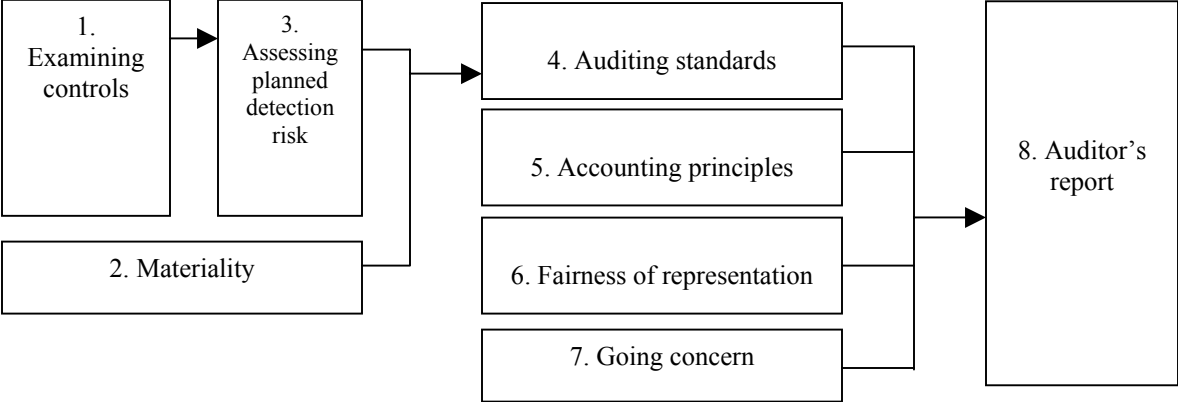 1.
Examining
controls
3.
Assessing
planned
detection
risk
2. Materiality
4. Auditing standards
5. Accounting principles
6. Fairness of representation
7. Going concern
8. Auditor’s
report